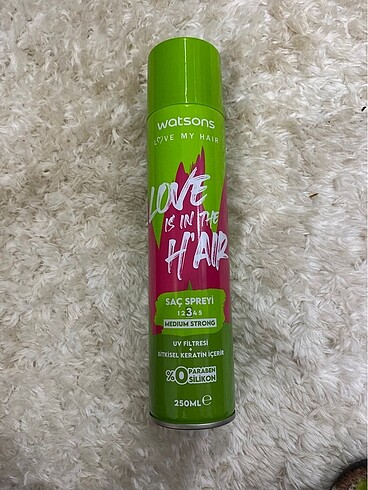 watsons
LOVE MY HAIR
LOVE
IS IN THE
H'AIR
SAÇ SPREYİ
1 2 3 4 5
MEDIUM STRONG
UV FİLTRESİ
+
BİTKİSEL KERATİN İÇERİR
%0 PARABEN
SİLİKON
250ML e